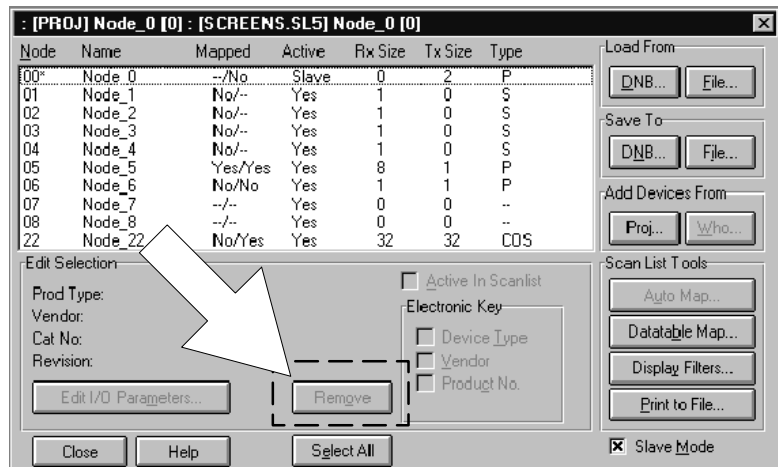 : [PROJ] Node_0 [0] : [SCREENS.SL5] Node_0 [0]
Node Name Mapped Active Rx Size Tx Size Type
00* Node_0 --/No Slave 0 2 P
01 Node_1 No/-- Yes 1 0 S
02 Node_2 No/-- Yes 1 0 S
03 Node_3 No/-- Yes 1 0 S
04 Node_4 No/-- Yes 1 0 S
05 Node_5 Yes/Yes Yes 8 1 P
06 Node_6 No/No Yes 1 1 P
07 Node_7 --/-- Yes 0 0 --
08 Node_8 --/-- Yes 0 0 --
22 Node_22 No/Yes Yes 32 32 COS
Load From
DNB... File...
Save To
DNB... File...
Add Devices From
Proj... Who...
Edit Selection
Prod Type:
Vendor:
Cat No:
Revision:
Edit I/O Parameters...
Remove
Active In Scanlist
Electronic Key
Device Type
Vendor
Product No.
Scan List Tools
Auto Map...
Datatable Map...
Display Filters...
Print to File...
Close Help Select All
Slave Mode